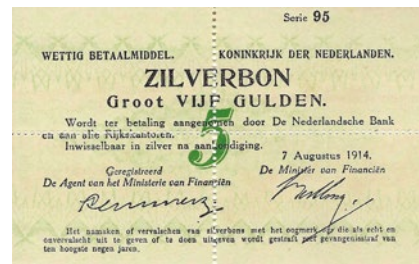 Serie 95
WETTIG BETAALMIDDEL. KONINKRIJK DER NEDERLANDEN.
ZILVERBON
Groot VIJF GULDEN.
5
Wordt ter betaling aangenomen door De Nederlandsche Bank
en aan alle Rijkskantoren.
Inwisselbaar in zilver na aankondiging.
7 Augustus 1914.
Geregistreerd De Minister van Financiën
De Agent van het Ministerie van Financiën
Het namaken of vervalschen van zilverbons met het oogmerk om die als echt en
onvervalscht uit te geven of te doen uitgeven wordt gestraft met gevangenisstraf van
ten hoogste negen jaren.